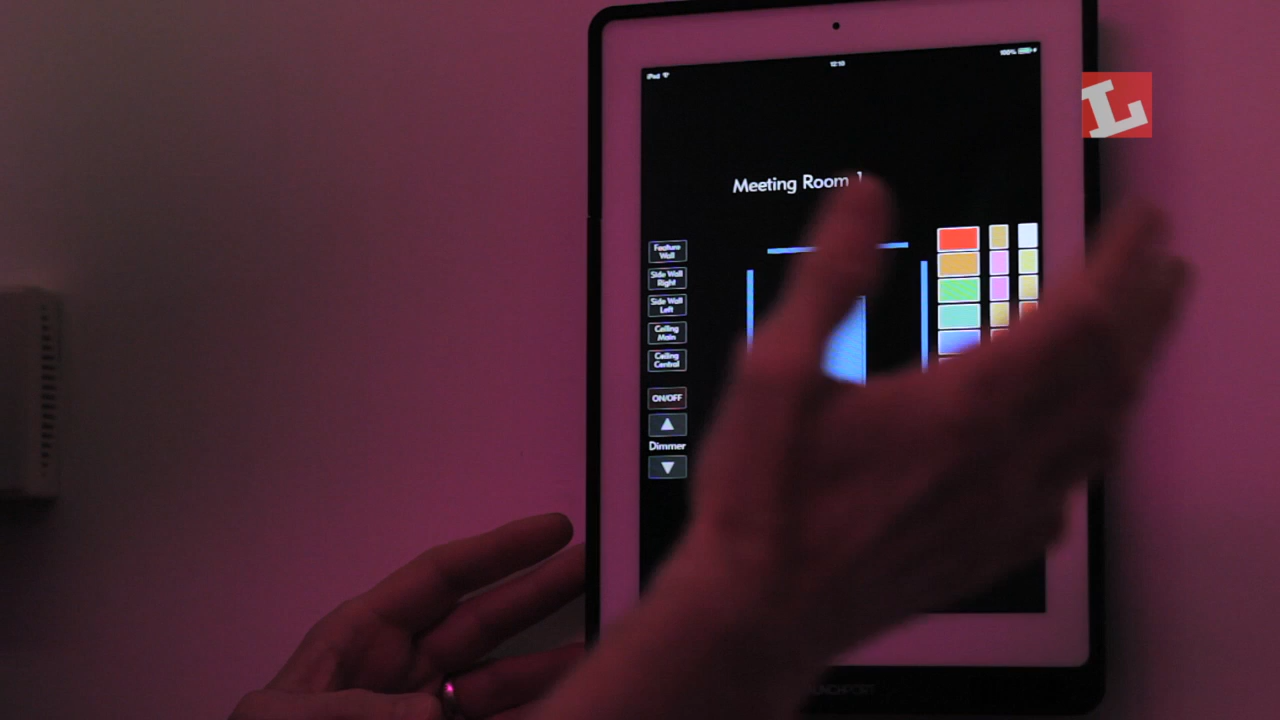 iPad
12:10
100%
Meeting Room 1
Feature
Wall
Side Wall
Right
Side Wall
Left
Ceiling
Main
Ceiling
Central
ON/OFF
Dimmer
L